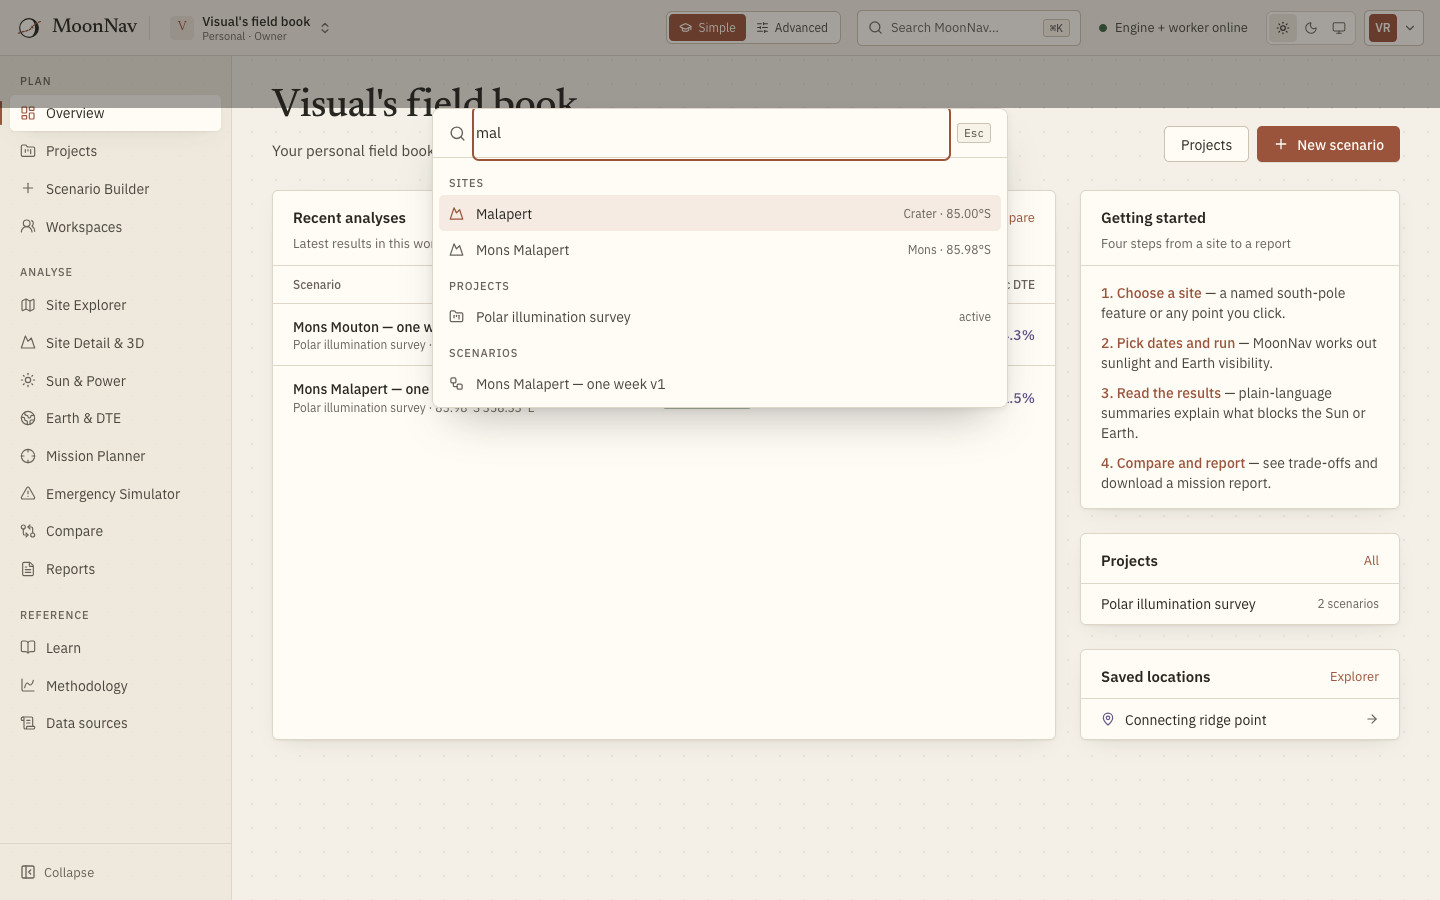 MoonNav
V
Visual's field book
Personal · Owner
Simple
Advanced
Search MoonNav...
⌘K
Engine + worker online
VR
PLAN
Overview
Projects
Scenario Builder
Workspaces
ANALYSE
Site Explorer
Site Detail & 3D
Sun & Power
Earth & DTE
Mission Planner
Emergency Simulator
Compare
Reports
REFERENCE
Learn
Methodology
Data sources
Collapse
Visual's field book
Your personal field book
Projects
New scenario
mal
Esc
SITES
Malapert
Crater · 85.00°S
Mons Malapert
Mons · 85.98°S
PROJECTS
Polar illumination survey
active
SCENARIOS
Mons Malapert — one week v1
Recent analyses
Latest results in this
Scenario
DTE
Mons Mouton — one
Polar illumination survey ·
.3%
Mons Malapert — one
Polar illumination survey ·
.5%
Getting started
Four steps from a site to a report
1. Choose a site — a named south-pole
feature or any point you click.
2. Pick dates and run — MoonNav works out
sunlight and Earth visibility.
3. Read the results — plain-language
summaries explain what blocks the Sun or
Earth.
4. Compare and report — see trade-offs and
download a mission report.
Projects
All
Polar illumination survey
2 scenarios
Saved locations
Explorer
Connecting ridge point